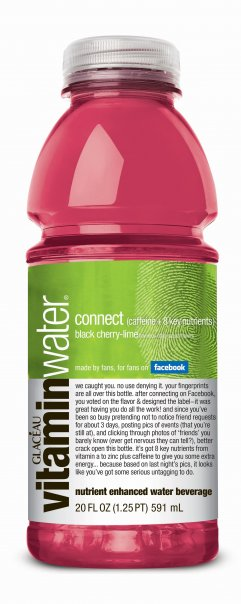 GLACÉAU
vitaminwater®
connect (caffeine + 8 key nutrients)
black cherry-lime
made by fans, for fans on facebook
we caught you. no use denying it. your fingerprints
are all over this bottle. after connecting on Facebook,
you voted on the flavor & designed the label–it was
great having you do all the work! and since you've
been so busy pretending not to notice friend requests
for about 3 days, posting pics of events (that you're
still at), and clicking through photos of 'friends' you
barely know (ever get nervous they can tell?), better
crack open this bottle. it's got 8 key nutrients from
vitamin a to zinc plus caffeine to give you some extra
energy... because based on last night's pics, it looks
like you've got some serious untagging to do.
nutrient enhanced water beverage
20 FL OZ (1.25 PT) 591 mL